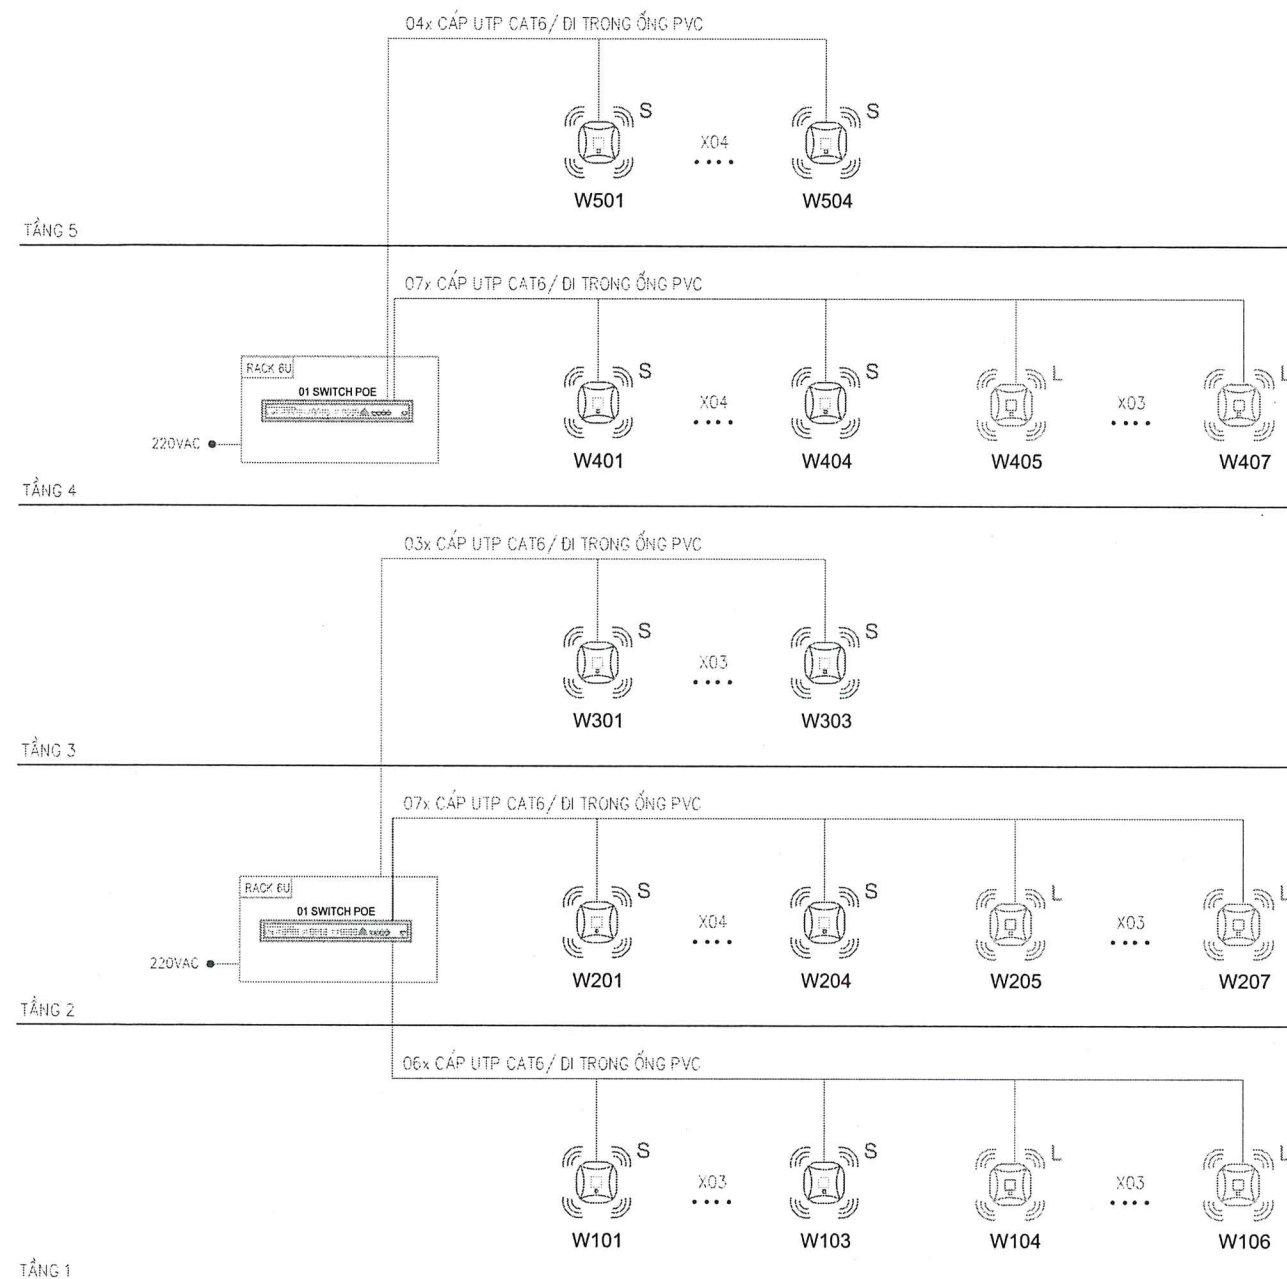 04x CÁP UTP CAT6/ ĐI TRONG ỐNG PVC
S S
X04
W501 W504
TẦNG 5
07x CÁP UTP CAT6/ ĐI TRONG ỐNG PVC
RACK 6U
01 SWITCH POE
220VAC
S S L L
X04 X03
W401 W404 W405 W407
TẦNG 4
03x CÁP UTP CAT6/ ĐI TRONG ỐNG PVC
S S
X03
W301 W303
TẦNG 3
07x CÁP UTP CAT6/ ĐI TRONG ỐNG PVC
RACK 6U
01 SWITCH POE
220VAC
S S L L
X04 X03
W201 W204 W205 W207
TẦNG 2
06x CÁP UTP CAT6/ ĐI TRONG ỐNG PVC
S S L L
X03 X03
W101 W103 W104 W106
TẦNG 1